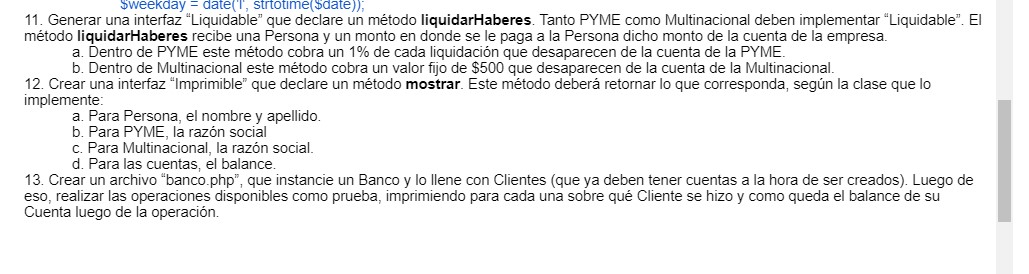 $weekday = date('l', strtotime($date));
11. Generar una interfaz "Liquidable" que declare un método liquidarHaberes. Tanto PYME como Multinacional deben implementar "Liquidable". El
método liquidarHaberes recibe una Persona y un monto en donde se le paga a la Persona dicho monto de la cuenta de la empresa.
a. Dentro de PYME este método cobra un 1% de cada liquidación que desaparecen de la cuenta de la PYME.
b. Dentro de Multinacional este método cobra un valor fijo de $500 que desaparecen de la cuenta de la Multinacional.
12. Crear una interfaz "Imprimible" que declare un método mostrar. Este método deberá retornar lo que corresponda, según la clase que lo
implemente:
a. Para Persona, el nombre y apellido.
b. Para PYME, la razón social
c. Para Multinacional, la razón social.
d. Para las cuentas, el balance.
13. Crear un archivo "banco.php", que instancie un Banco y lo llene con Clientes (que ya deben tener cuentas a la hora de ser creados). Luego de
eso, realizar las operaciones disponibles como prueba, imprimiendo para cada una sobre qué Cliente se hizo y como queda el balance de su
Cuenta luego de la operación.